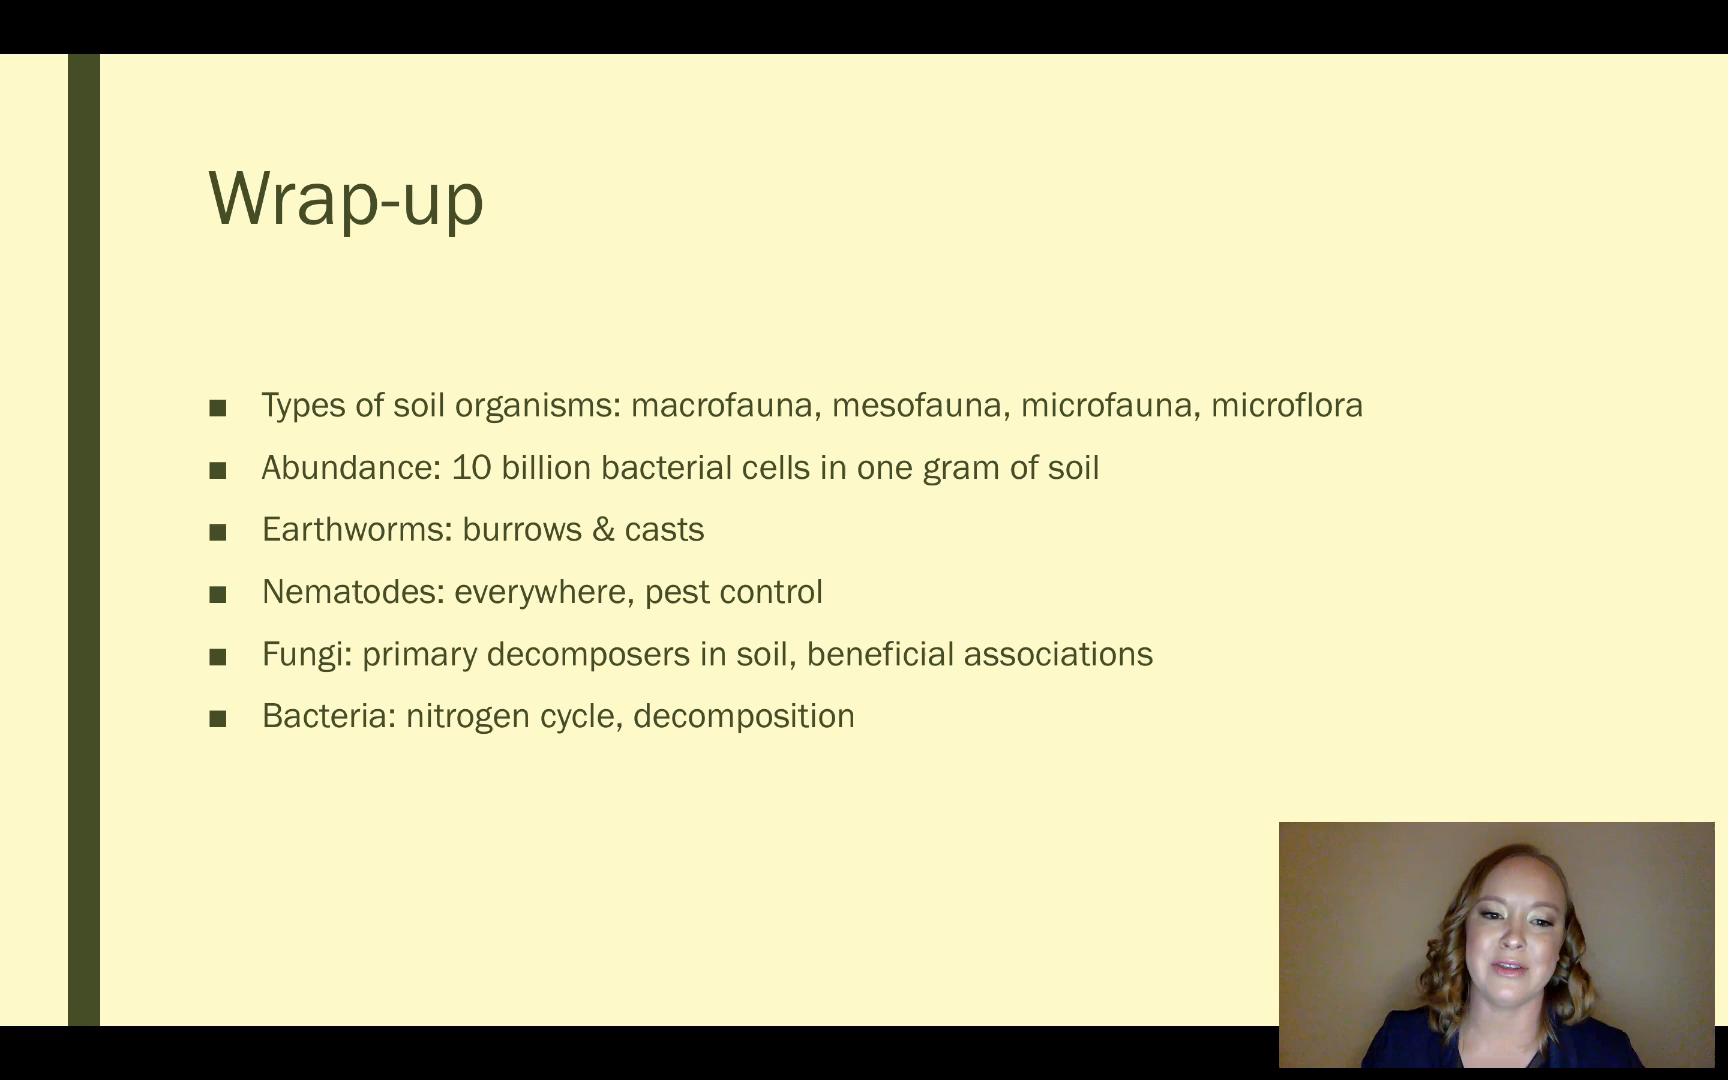 Wrap-up
■ Types of soil organisms: macrofauna, mesofauna, microfauna, microflora
■ Abundance: 10 billion bacterial cells in one gram of soil
■ Earthworms: burrows & casts
■ Nematodes: everywhere, pest control
■ Fungi: primary decomposers in soil, beneficial associations
■ Bacteria: nitrogen cycle, decomposition